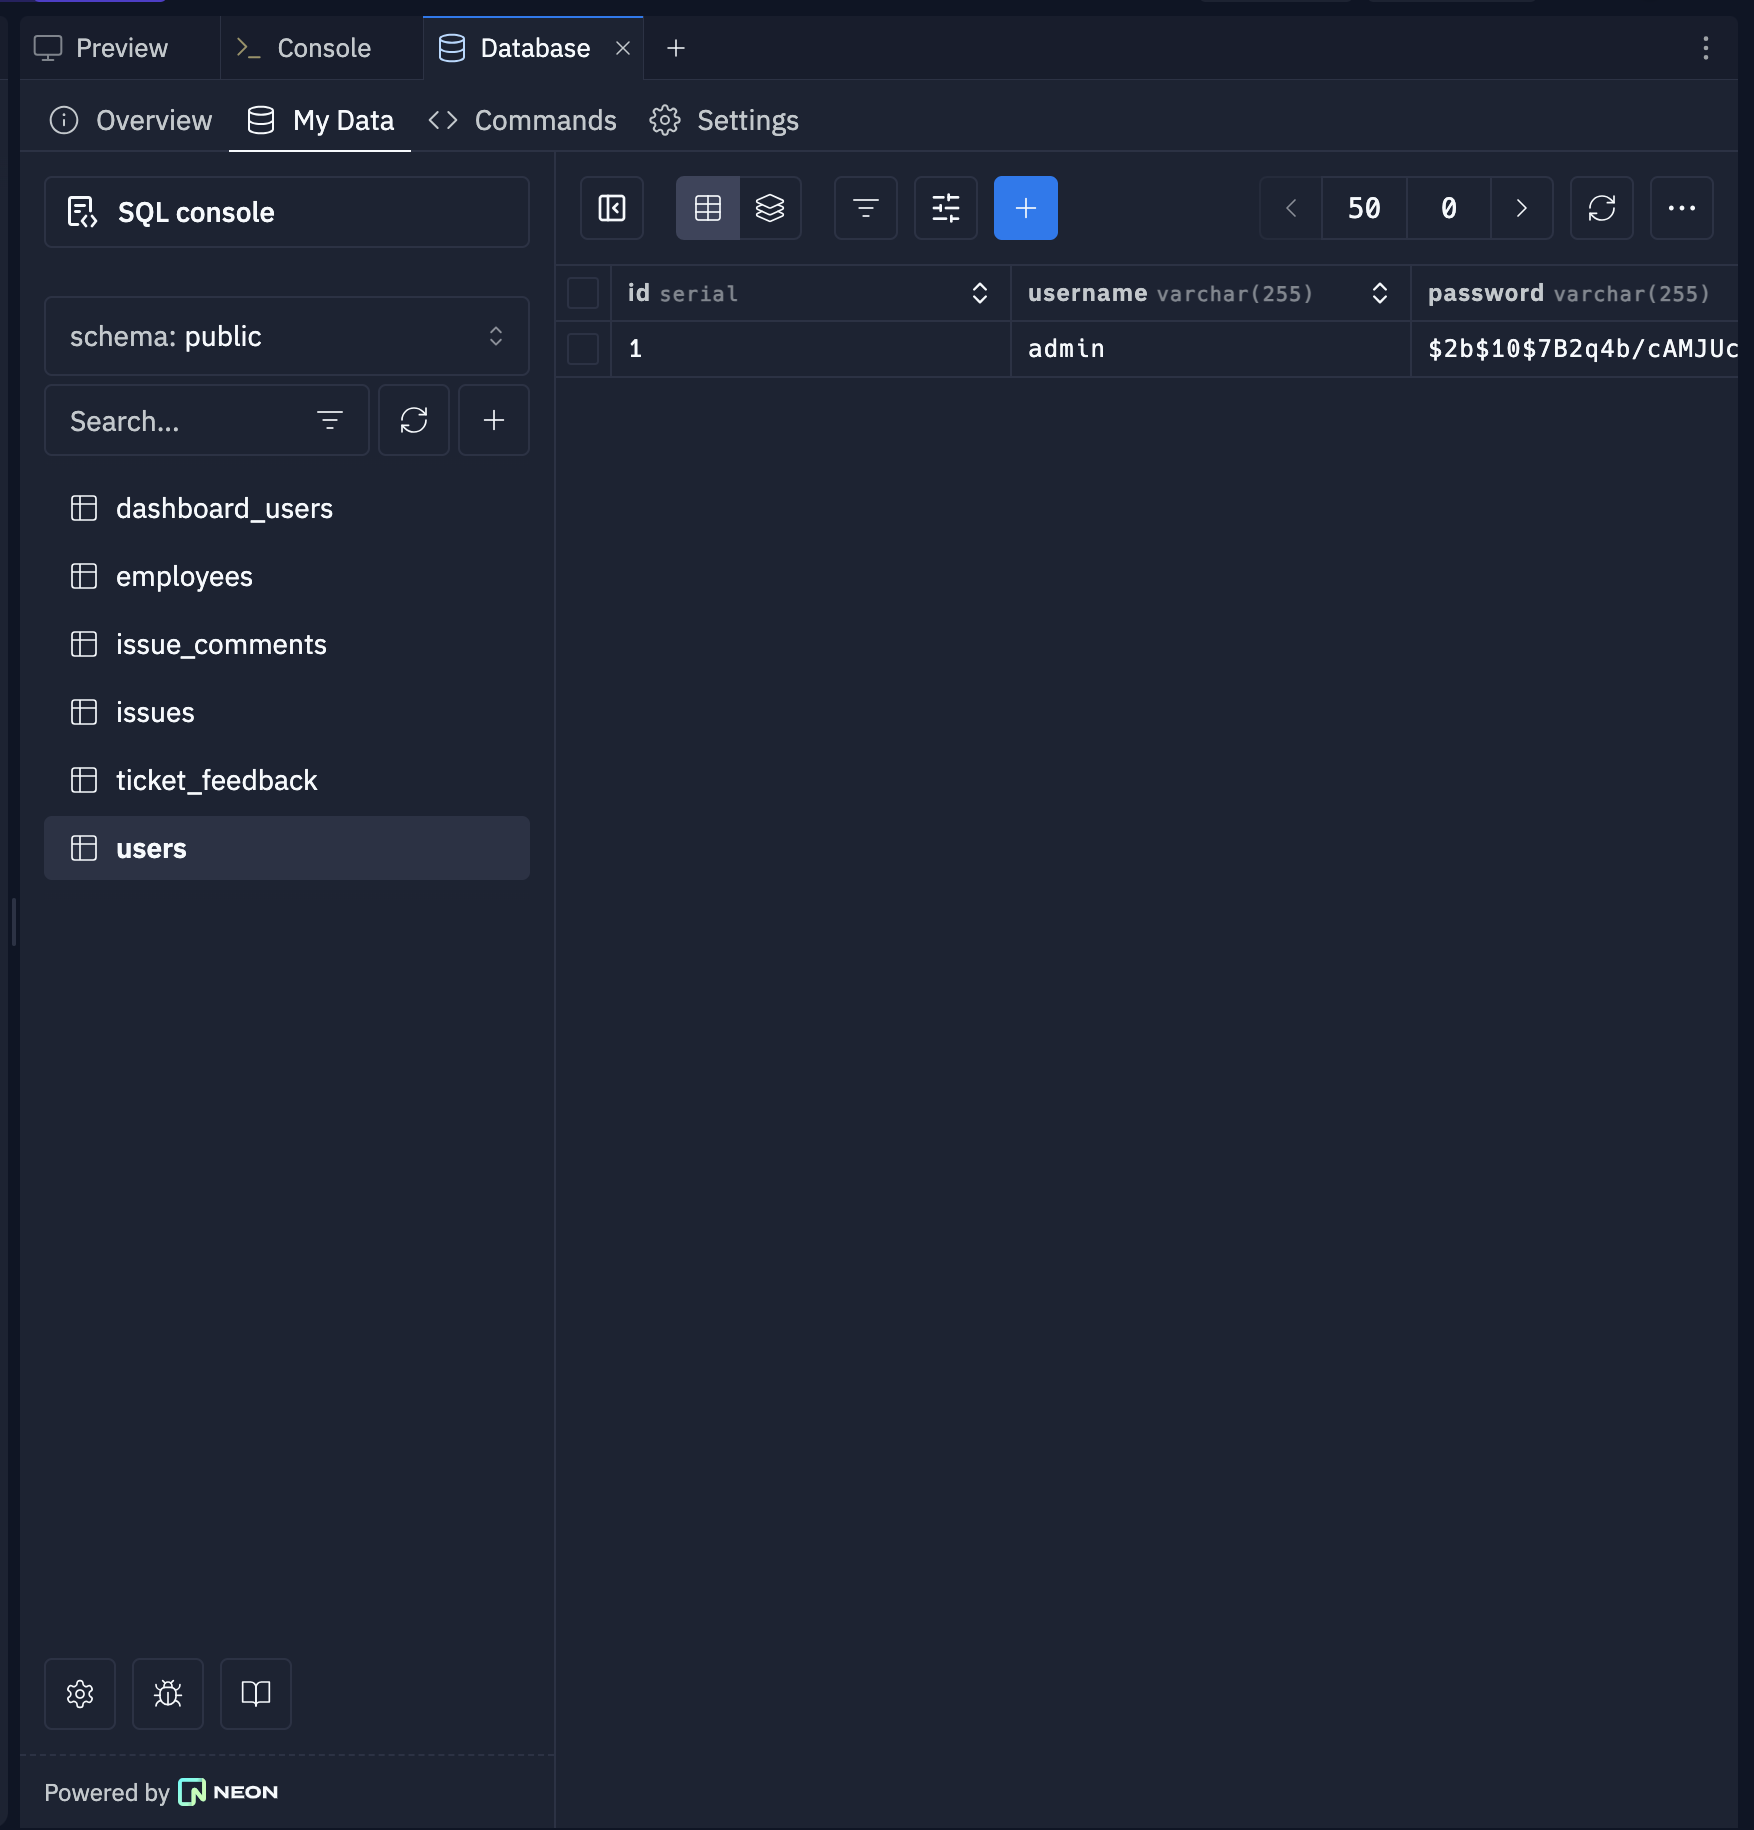 Preview
Console
Database
Overview
My Data
Commands
Settings
SQL console
50
0
id serial
username varchar(255)
password varchar(255)
schema: public
1
admin
$2b$10$7B2q4b/cAMJUc
Search...
dashboard_users
employees
issue_comments
issues
ticket_feedback
users
Powered by NEON